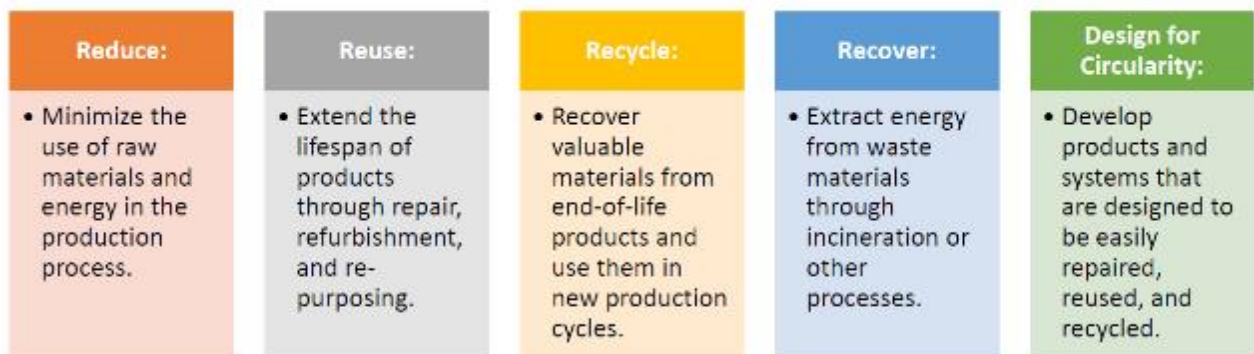 Reduce:
• Minimize the
use of raw
materials and
energy in the
production
process.
Reuse:
• Extend the
lifespan of
products
through repair,
refurbishment,
and re-
purposing.
Recycle:
• Recover
valuable
materials from
end-of-life
products and
use them in
new production
cycles.
Recover:
• Extract energy
from waste
materials
through
incineration or
other
processes.
Design for
Circularity:
• Develop
products and
systems that
are designed to
be easily
repaired,
reused, and
recycled.